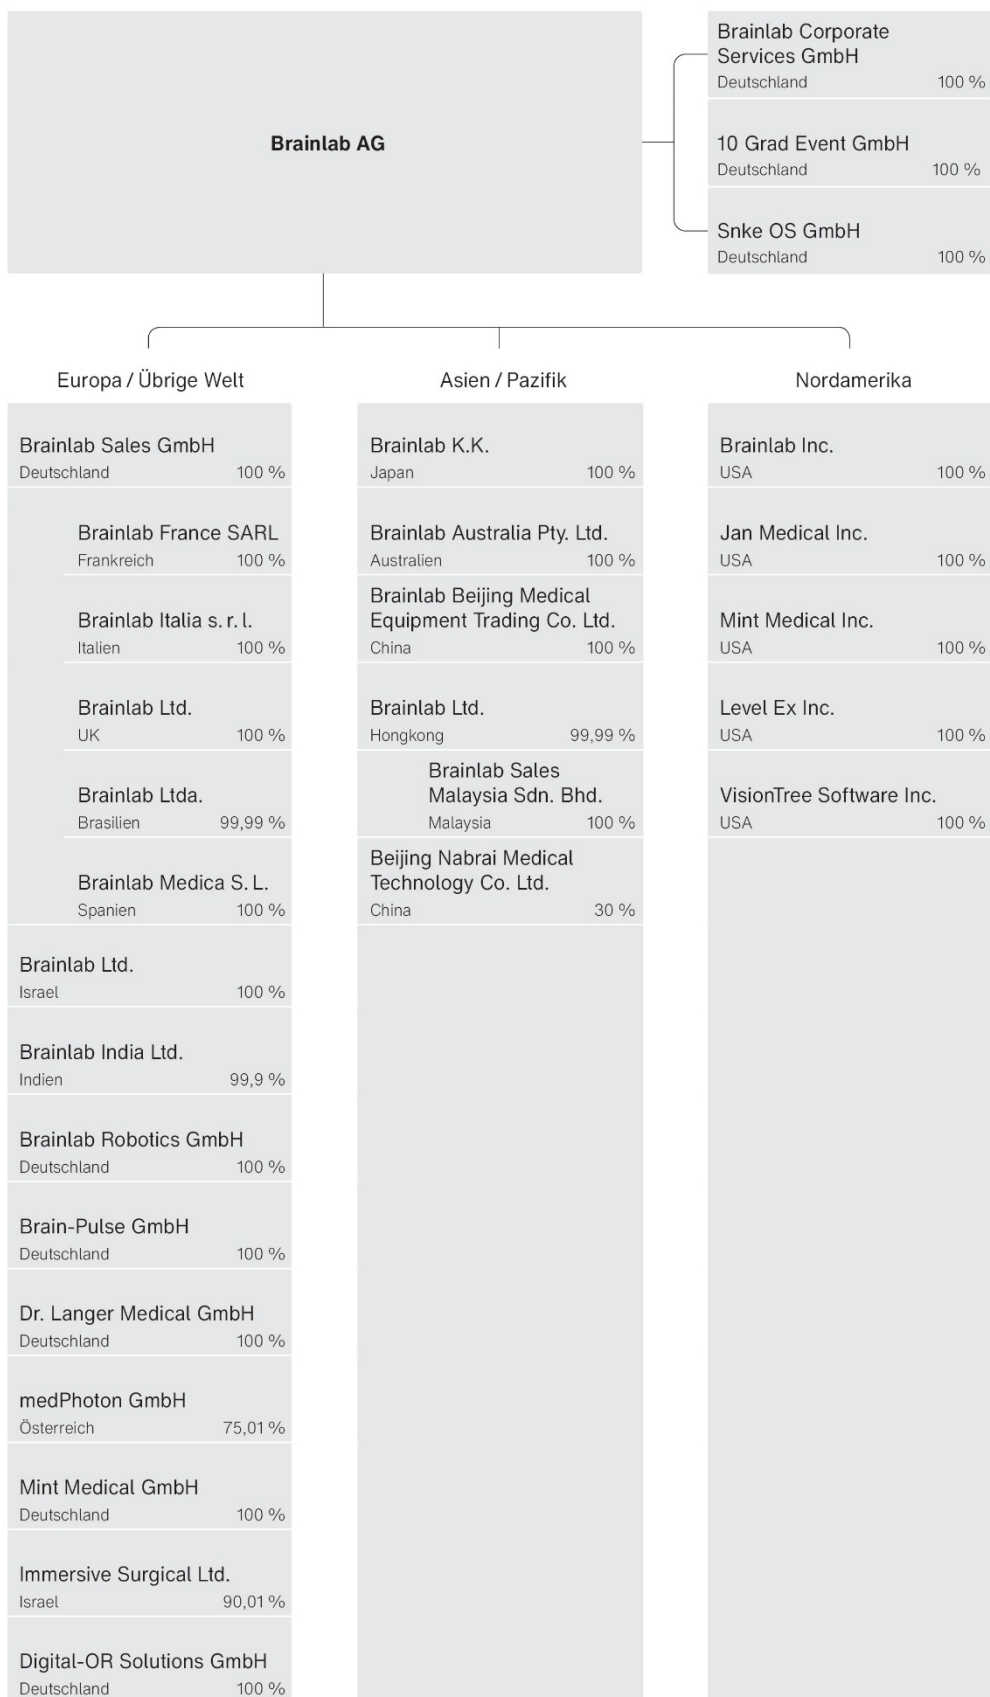 Brainlab AG
Brainlab Corporate
Services GmbH
Deutschland 100 %
10 Grad Event GmbH
Deutschland 100 %
Snke OS GmbH
Deutschland 100 %
Europa / Übrige Welt
Brainlab Sales GmbH
Deutschland 100 %
Brainlab France SARL
Frankreich 100 %
Brainlab Italia s. r. l.
Italien 100 %
Brainlab Ltd.
UK 100 %
Brainlab Ltda.
Brasilien 99,99 %
Brainlab Medica S. L.
Spanien 100 %
Brainlab Ltd.
Israel 100 %
Brainlab India Ltd.
Indien 99,9 %
Brainlab Robotics GmbH
Deutschland 100 %
Brain-Pulse GmbH
Deutschland 100 %
Dr. Langer Medical GmbH
Deutschland 100 %
medPhoton GmbH
Österreich 75,01 %
Mint Medical GmbH
Deutschland 100 %
Immersive Surgical Ltd.
Israel 90,01 %
Digital-OR Solutions GmbH
Deutschland 100 %
Asien / Pazifik
Brainlab K.K.
Japan 100 %
Brainlab Australia Pty. Ltd.
Australien 100 %
Brainlab Beijing Medical
Equipment Trading Co. Ltd.
China 100 %
Brainlab Ltd.
Hongkong 99,99 %
Brainlab Sales
Malaysia Sdn. Bhd.
Malaysia 100 %
Beijing Nabrai Medical
Technology Co. Ltd.
China 30 %
Nordamerika
Brainlab Inc.
USA 100 %
Jan Medical Inc.
USA 100 %
Mint Medical Inc.
USA 100 %
Level Ex Inc.
USA 100 %
VisionTree Software Inc.
USA 100 %